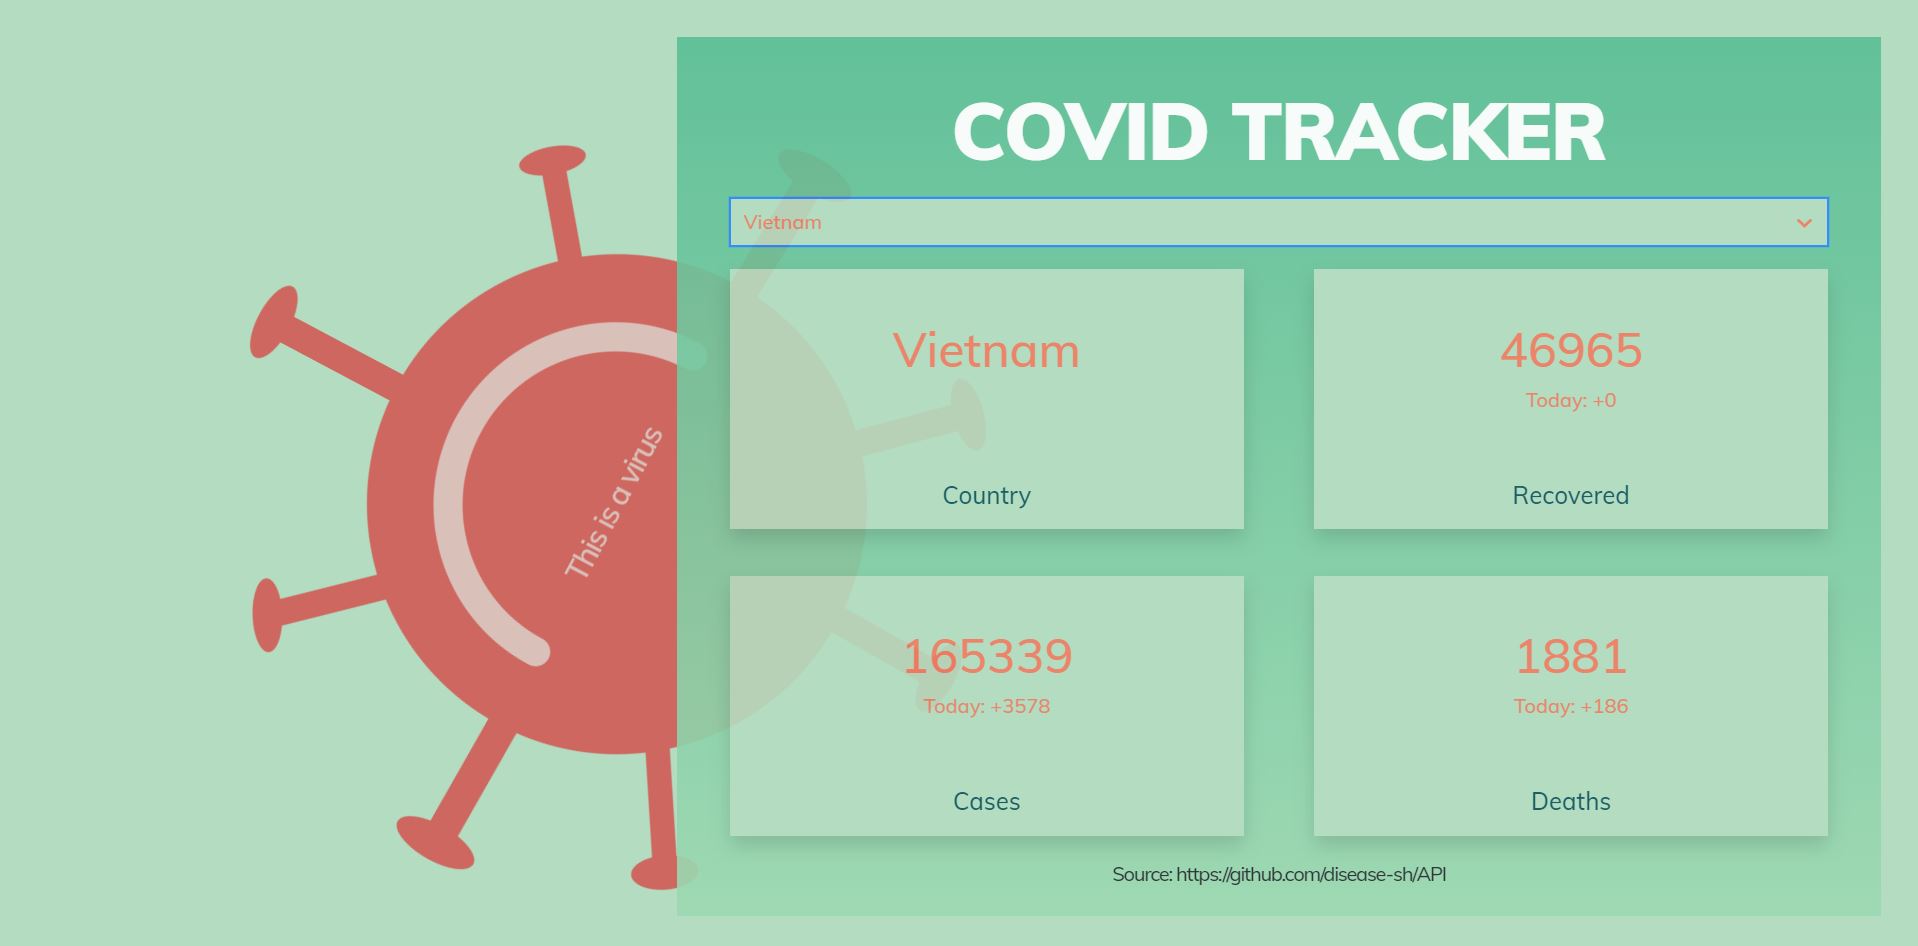 COVID TRACKER
Vietnam
Vietnam
Country
46965
Today: +0
Recovered
This is a virus
165339
Today: +3578
Cases
1881
Today: +186
Deaths
Source: https://github.com/disease-sh/API